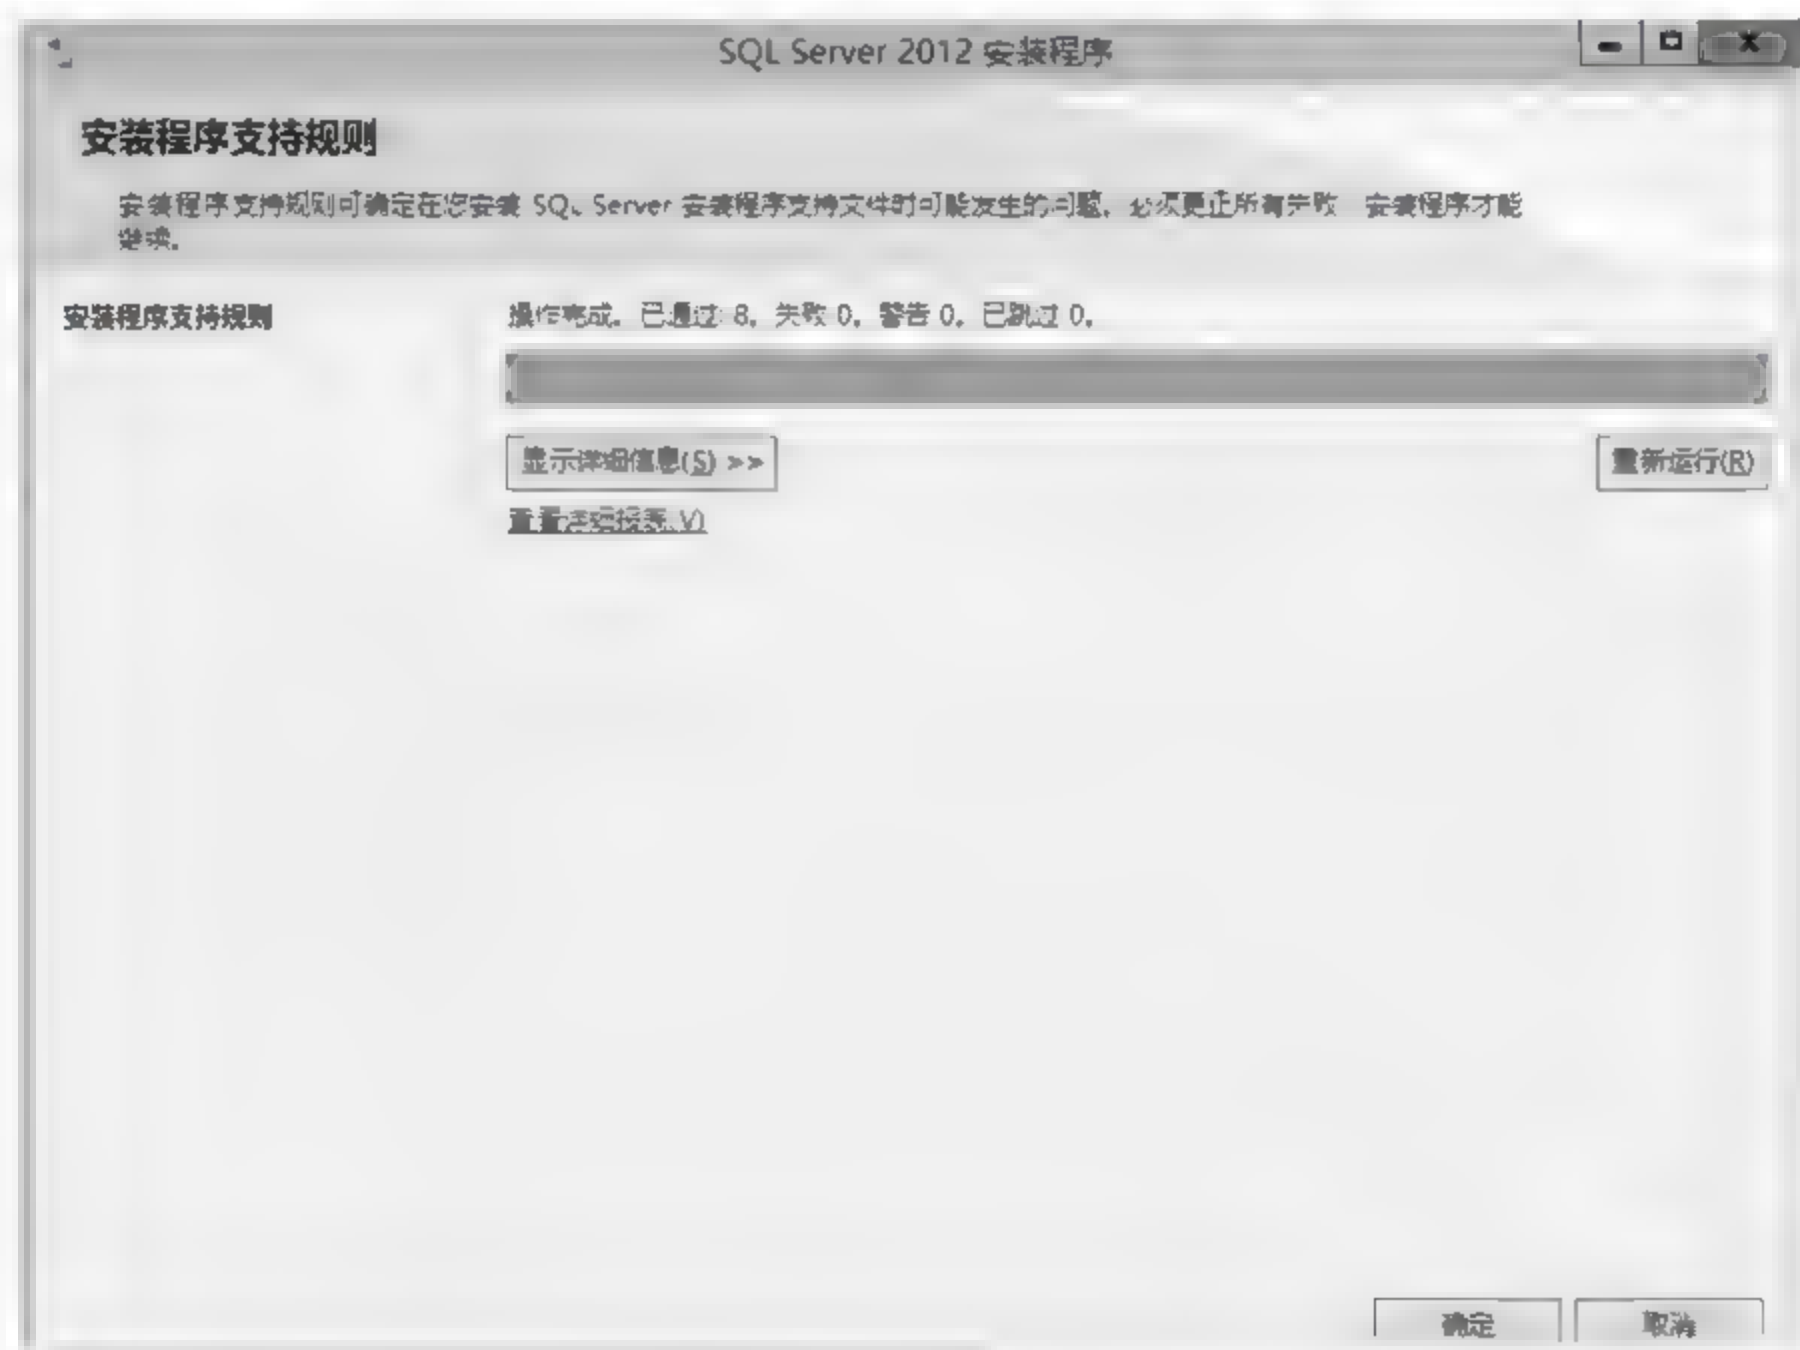 SQL Server 2012 安装程序
安装程序支持规则
安装程序支持规则可确定在您安装 SQL Server 安装程序支持文件时可能发生的问题。必须更正所有失败，安装程序才能
继续。
安装程序支持规则
操作完成。已通过: 8。失败 0。警告 0。已跳过 0。
显示详细信息(S) >>
重新运行(R)
查看详细报表(V)
确定
取消